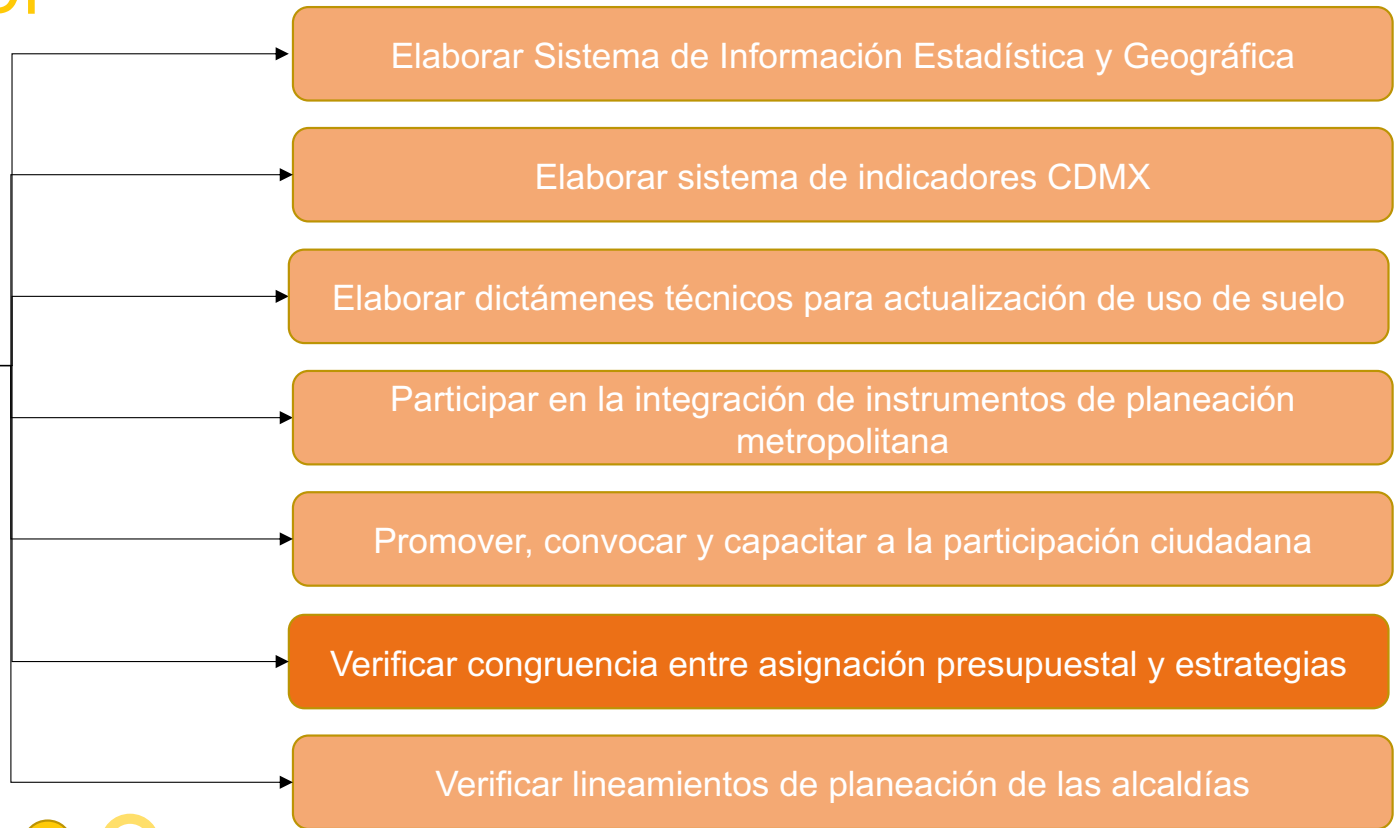 Elaborar Sistema de Información Estadística y Geográfica
Elaborar sistema de indicadores CDMX
Elaborar dictámenes técnicos para actualización de uso de suelo
Participar en la integración de instrumentos de planeación
metropolitana
Promover, convocar y capacitar a la participación ciudadana
Verificar congruencia entre asignación presupuestal y estrategias
Verificar lineamientos de planeación de las alcaldías